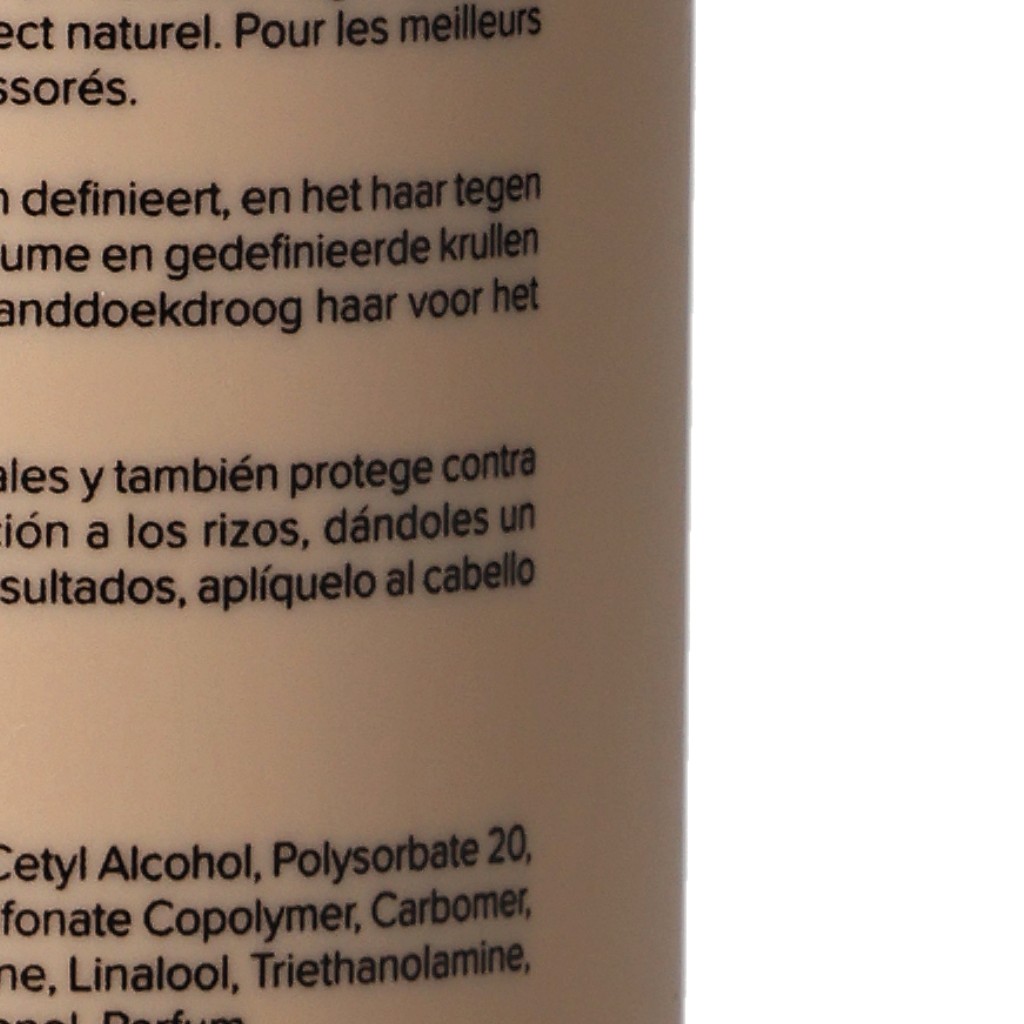 ect naturel. Pour les meilleurs
ssorés.
n definieert, en het haar tegen
ume en gedefinieerde krullen
anddoekdroog haar voor het
ales y también protege contra
ción a los rizos, dándoles un
sultados, aplíquelo al cabello
Cetyl Alcohol, Polysorbate 20,
fonate Copolymer, Carbomer,
ne, Linalool, Triethanolamine,
Parfum